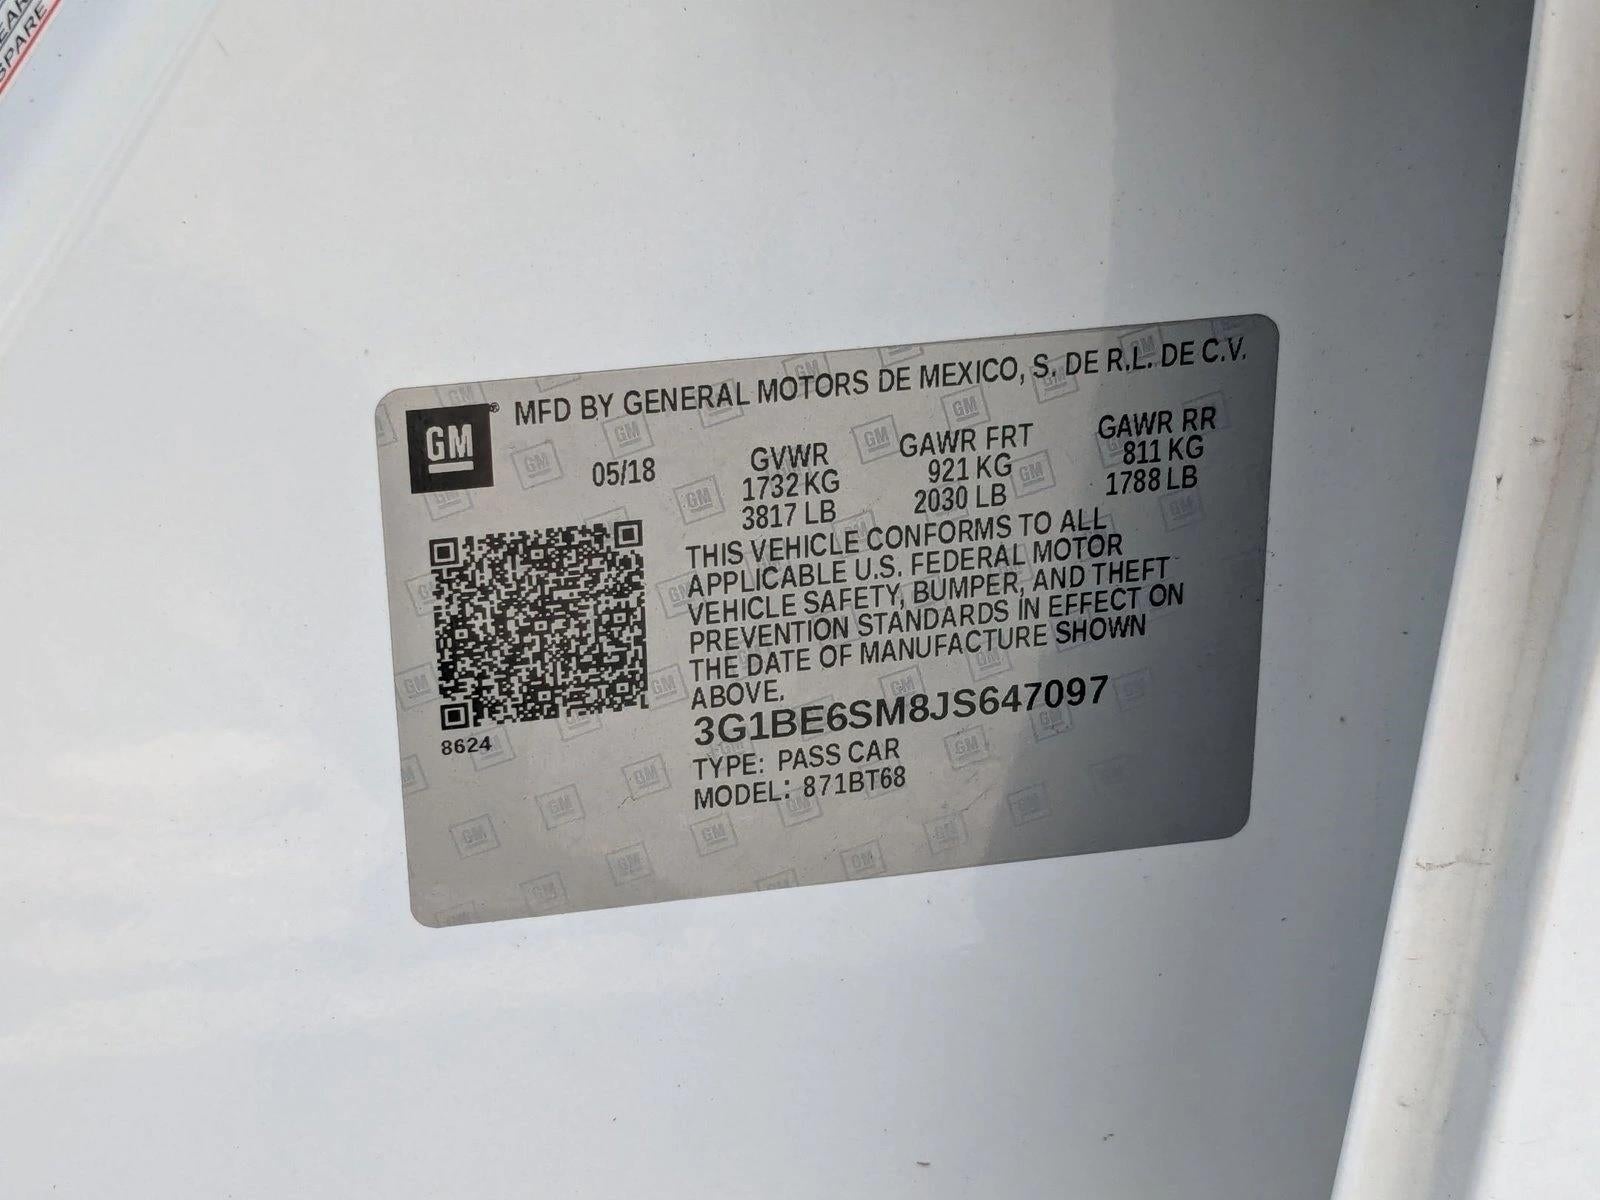 EAR
SPARE
GM® MFD BY GENERAL MOTORS DE MEXICO, S. DE R.L. DE C.V.
05/18 GVWR GAWR FRT GAWR RR
1732 KG 921 KG 811 KG
3817 LB 2030 LB 1788 LB
THIS VEHICLE CONFORMS TO ALL
APPLICABLE U.S. FEDERAL MOTOR
VEHICLE SAFETY, BUMPER, AND THEFT
PREVENTION STANDARDS IN EFFECT ON
THE DATE OF MANUFACTURE SHOWN
ABOVE.
3G1BE6SM8JS647097
8624
TYPE: PASS CAR
MODEL: 871BT68